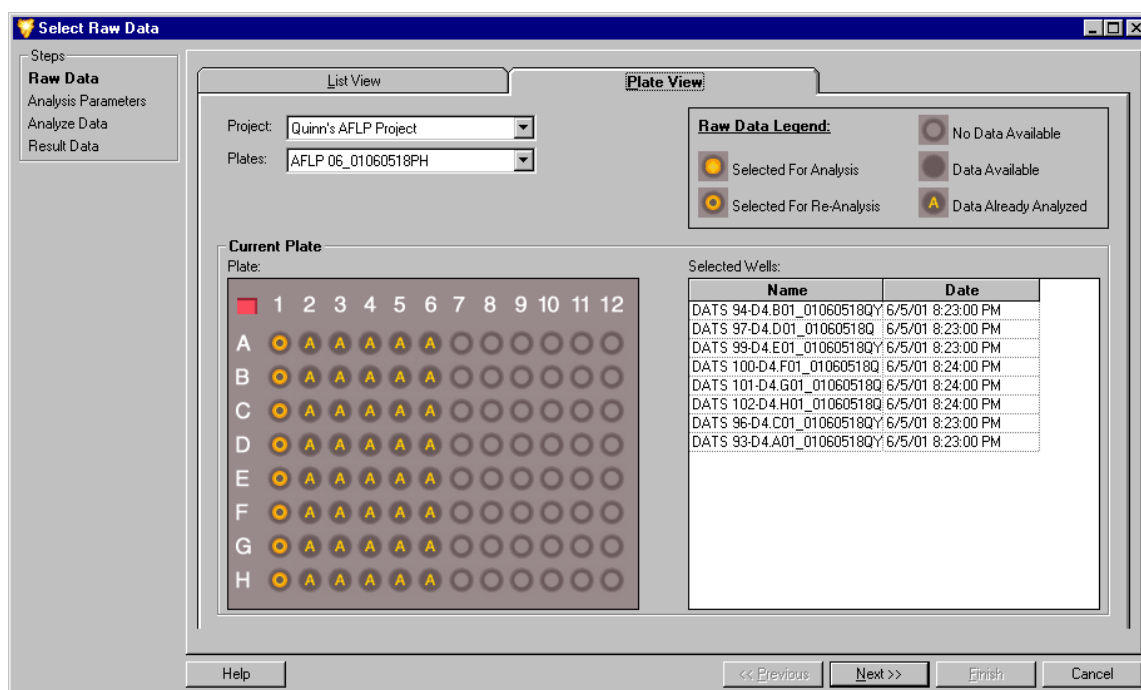 Select Raw Data
Steps
Raw Data
Analysis Parameters
Analyze Data
Result Data
List View
Plate View
Project: Quinn's AFLP Project
Plates: AFLP 06_01060518PH
Raw Data Legend:
Selected For Analysis
Selected For Re-Analysis
No Data Available
Data Available
A Data Already Analyzed
Current Plate
Plate:
1 2 3 4 5 6 7 8 9 10 11 12
A A A A A A
B A A A A A
C A A A A A
D A A A A A
E A A A A A
F A A A A A
G A A A A A
H A A A A A
Selected Wells:
Name Date
DATS 94-D4.B01_01060518QY 6/5/01 8:23:00 PM
DATS 97-D4.D01_01060518Q 6/5/01 8:23:00 PM
DATS 99-D4.E01_01060518QY 6/5/01 8:23:00 PM
DATS 100-D4.F01_01060518Q 6/5/01 8:24:00 PM
DATS 101-D4.G01_01060518Q 6/5/01 8:24:00 PM
DATS 102-D4.H01_01060518Q 6/5/01 8:24:00 PM
DATS 96-D4.C01_01060518QY 6/5/01 8:23:00 PM
DATS 93-D4.A01_01060518QY 6/5/01 8:23:00 PM
Help
<< Previous
Next >>
Finish
Cancel